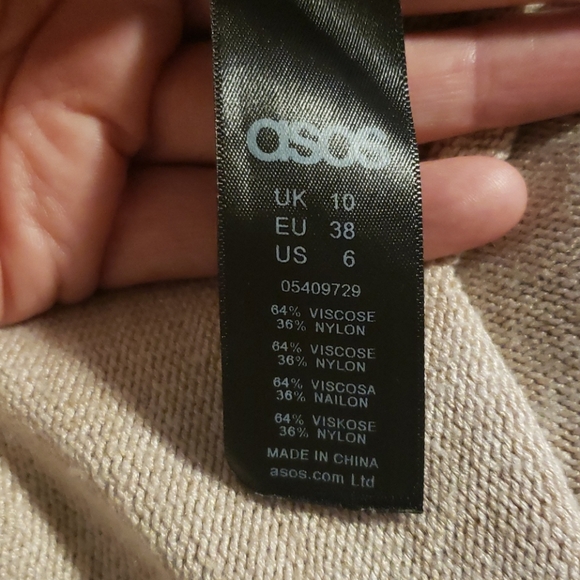 asos
UK 10
EU 38
US 6
05409729
64% VISCOSE
36% NYLON
64% VISCOSE
36% NYLON
64% VISCOSA
36% NAILON
64% VISKOSE
36% NYLON
MADE IN CHINA
asos.com Ltd